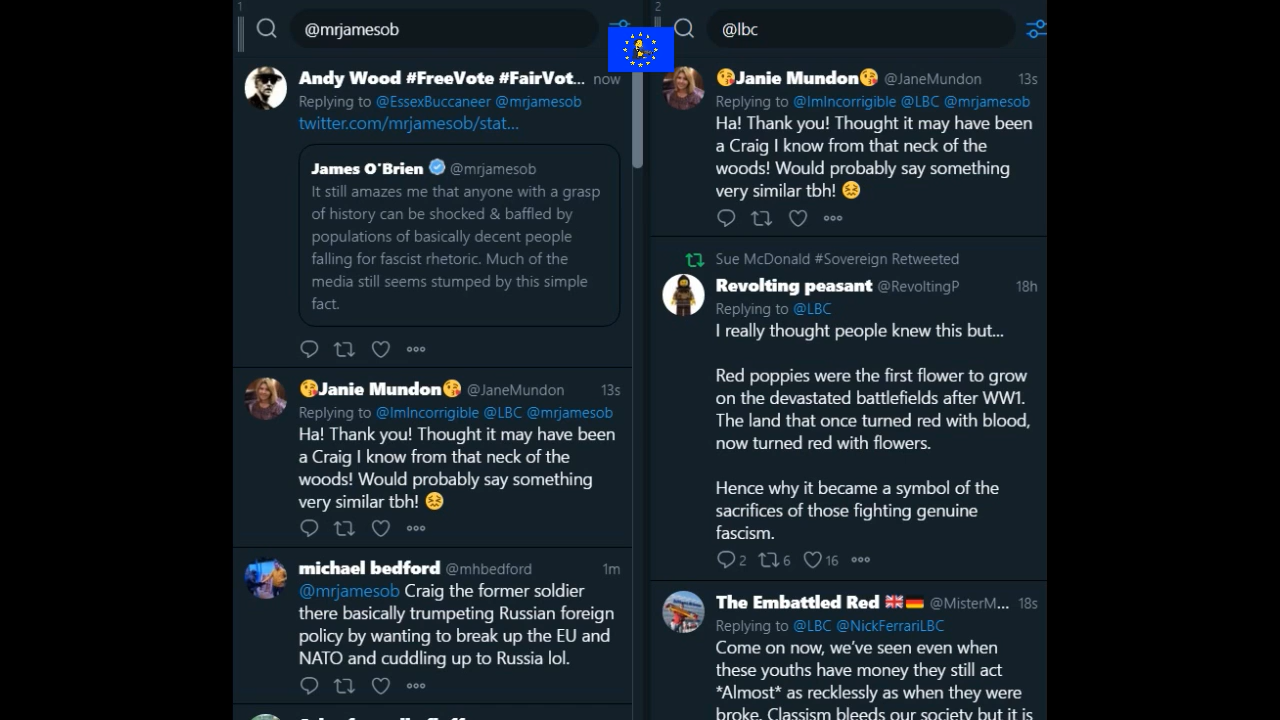 1
@mrjamesob
Andy Wood #FreeVote #FairVot... now
Replying to @EssexBuccaneer @mrjamesob
twitter.com/mrjamesob/stat...
James O'Brien @mrjamesob
It still amazes me that anyone with a grasp
of history can be shocked & baffled by
populations of basically decent people
falling for fascist rhetoric. Much of the
media still seems stumped by this simple
fact.
😘Janie Mundon😘 @JaneMundon 13s
Replying to @ImIncorrigible @LBC @mrjamesob
Ha! Thank you! Thought it may have been
a Craig I know from that neck of the
woods! Would probably say something
very similar tbh! 😖
michael bedford @mhbedford 1m
@mrjamesob Craig the former soldier
there basically trumpeting Russian foreign
policy by wanting to break up the EU and
NATO and cuddling up to Russia lol.
2
@lbc
😘Janie Mundon😘 @JaneMundon 13s
Replying to @ImIncorrigible @LBC @mrjamesob
Ha! Thank you! Thought it may have been
a Craig I know from that neck of the
woods! Would probably say something
very similar tbh! 😖
Sue McDonald #Sovereign Retweeted
Revolting peasant @RevoltingP 18h
Replying to @LBC
I really thought people knew this but...
Red poppies were the first flower to grow
on the devastated battlefields after WW1.
The land that once turned red with blood,
now turned red with flowers.
Hence why it became a symbol of the
sacrifices of those fighting genuine
fascism.
2 6 16
The Embattled Red 🇬🇧🇩🇪 @MisterM... 18s
Replying to @LBC @NickFerrariLBC
Come on now, we've seen even when
these youths have money they still act
*Almost* as recklessly as when they were
broke. Classism bleeds our society but it is